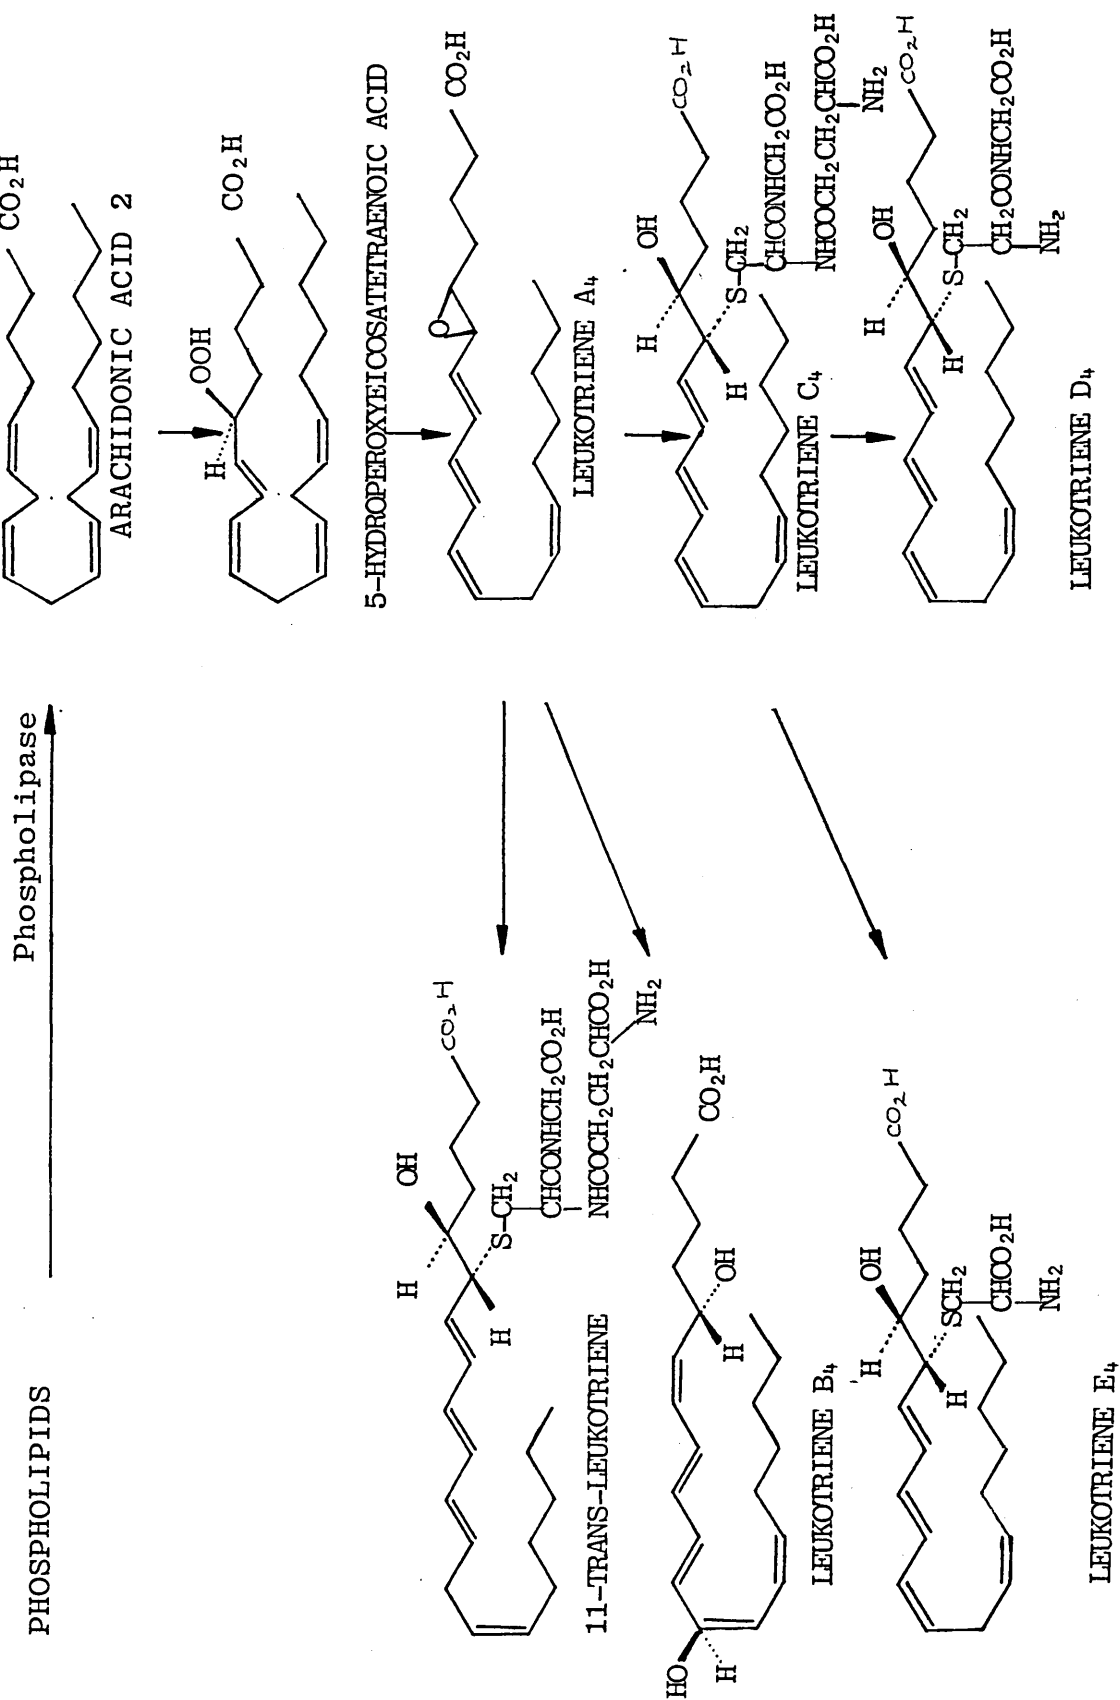 Phospholipase
PHOSPHOLIPIDS
CO₂H
ARACHIDONIC ACID 2
OOH
H
CO₂H
5-HYDROPEROXYEICOSATETRAENOIC ACID
O
CO₂H
LEUKOTRIENE A₄
H
OH
CO₂H
H
S-CH₂
CHCONHCH₂CO₂H
NHCOCH₂CH₂CHCO₂H
NH₂
11-TRANS-LEUKOTRIENE
H
OH
CO₂H
H
S-CH₂
CHCONHCH₂CO₂H
NHOOCH₂CH₂CHCO₂H
NH₂
LEUKOTRIENE C₄
HO
H
H
OH
CO₂H
LEUKOTRIENE B₄
H
OH
CO₂H
H
SCH₂
CHCO₂H
NH₂
LEUKOTRIENE E₄
H
OH
CO₂H
H
S-CH₂
CH₂CONHCH₂CO₂H
NH₂
LEUKOTRIENE D₄